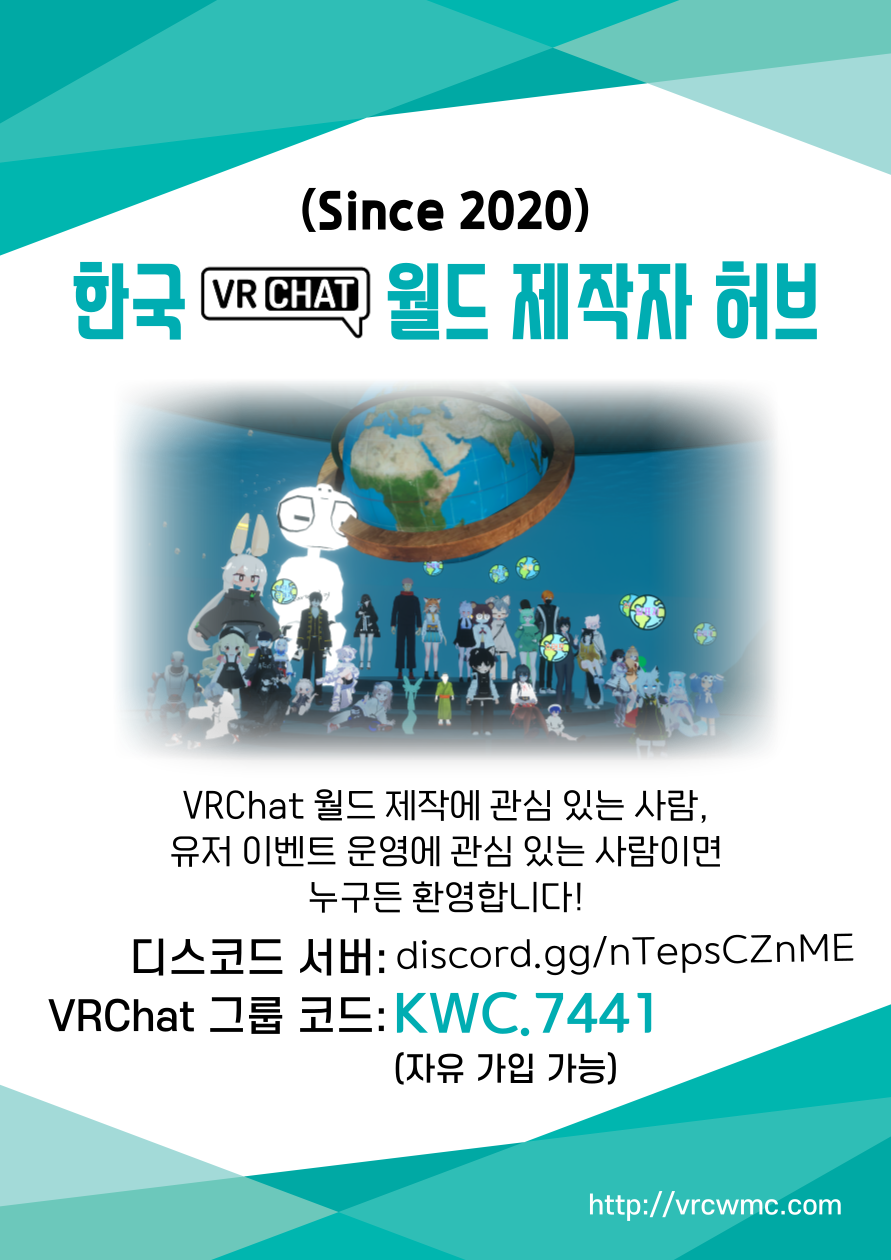 (Since 2020)
한국 VR CHAT 월드 제작자 허브
VRChat 월드 제작에 관심 있는 사람,
유저 이벤트 운영에 관심 있는 사람이면
누구든 환영합니다!
디스코드 서버: discord.gg/nTepsCZnME
VRChat 그룹 코드: KWC.7441
(자유 가입 가능)
http://vrcwmc.com